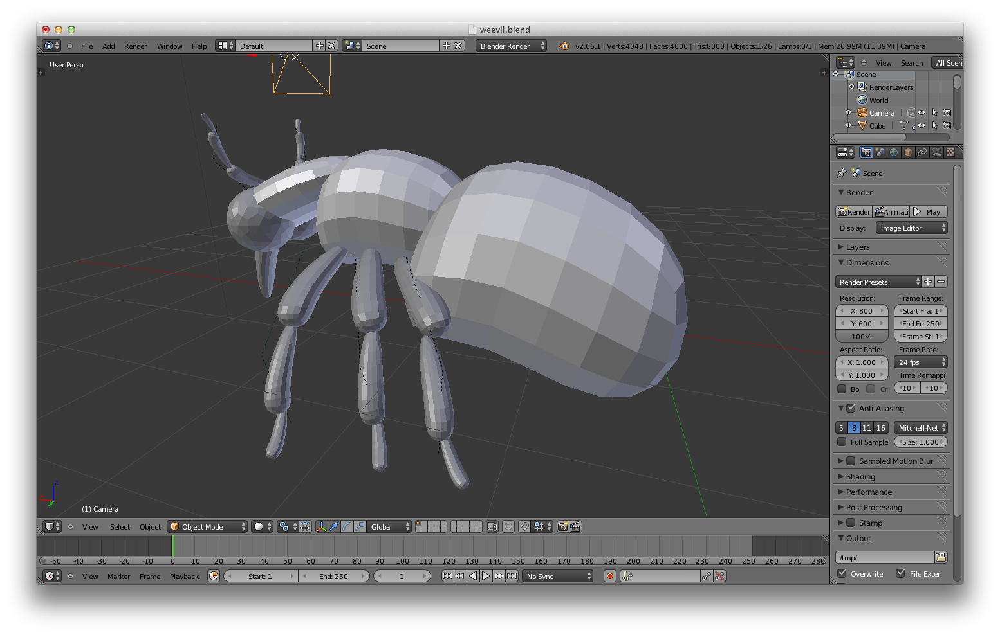 weevil.blend
File Add Render Window Help Default Scene Blender Render v2.66.1 | Verts:4048 | Faces:4000 | Tris:8000 | Objects:1/26 | Lamps:0/1 | Mem:20.99M (11.39M) | Camera
User Persp
(1) Camera
z
x
y
View Select Object Object Mode Global
-50 -40 -30 -20 -10 0 10 20 30 40 50 60 70 80 90 100 110 120 130 140 150 160 170 180 190 200 210 220 230 240 250 260 270 280
View Marker Frame Playback Start: 1 End: 250 1 No Sync
View Search All Scen
Scene
RenderLayers
World
Camera
Cube
Scene
Render
Render Animati Play
Display: Image Editor
Layers
Dimensions
Render Presets
Resolution: Frame Range:
X: 800 Start Fra: 1
Y: 600 End Fr: 250
100% Frame St: 1
Aspect Ratio: Frame Rate:
X: 1.000 24 fps
Y: 1.000 Time Remappi
Bo Cr 10 10
Anti-Aliasing
5 8 11 16 Mitchell-Net
Full Sample Size: 1.000
Sampled Motion Blur
Shading
Performance
Post Processing
Stamp
Output
/tmp/
Overwrite File Exten